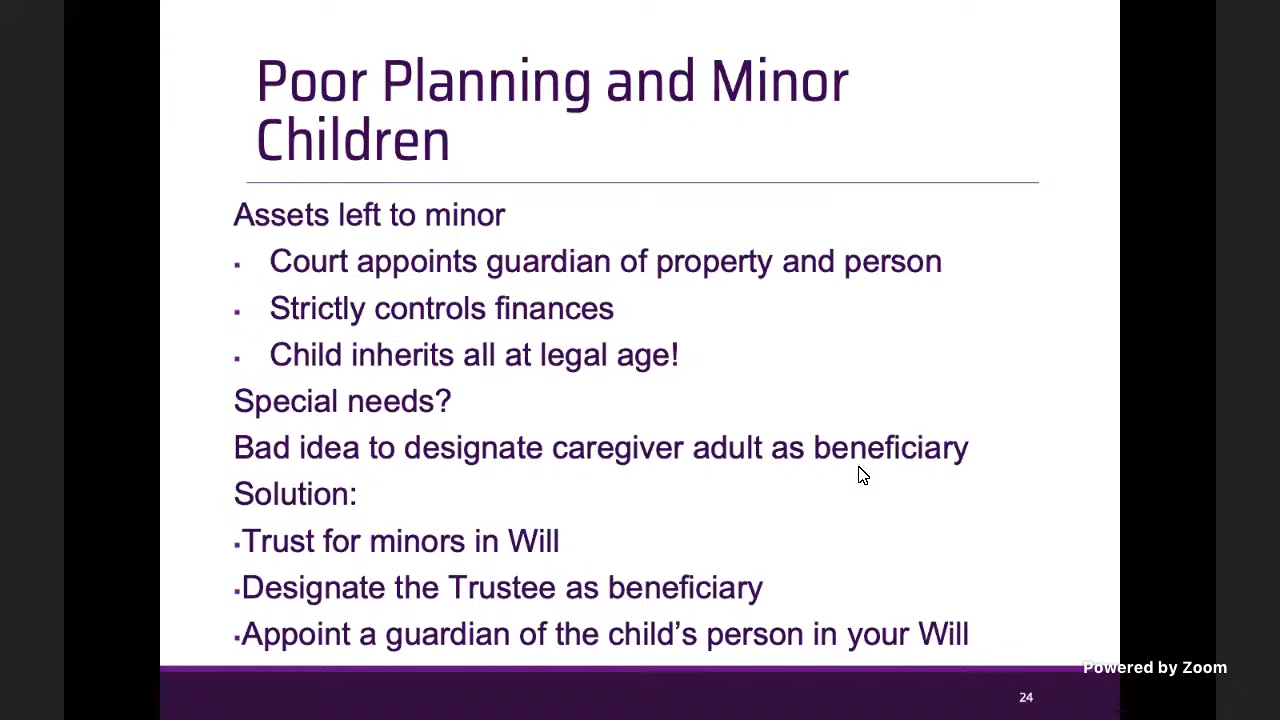 Poor Planning and Minor
Children
Assets left to minor
▪ Court appoints guardian of property and person
▪ Strictly controls finances
▪ Child inherits all at legal age!
Special needs?
Bad idea to designate caregiver adult as beneficiary
Solution:
▪Trust for minors in Will
▪Designate the Trustee as beneficiary
▪Appoint a guardian of the child’s person in your Will
Powered by Zoom
24